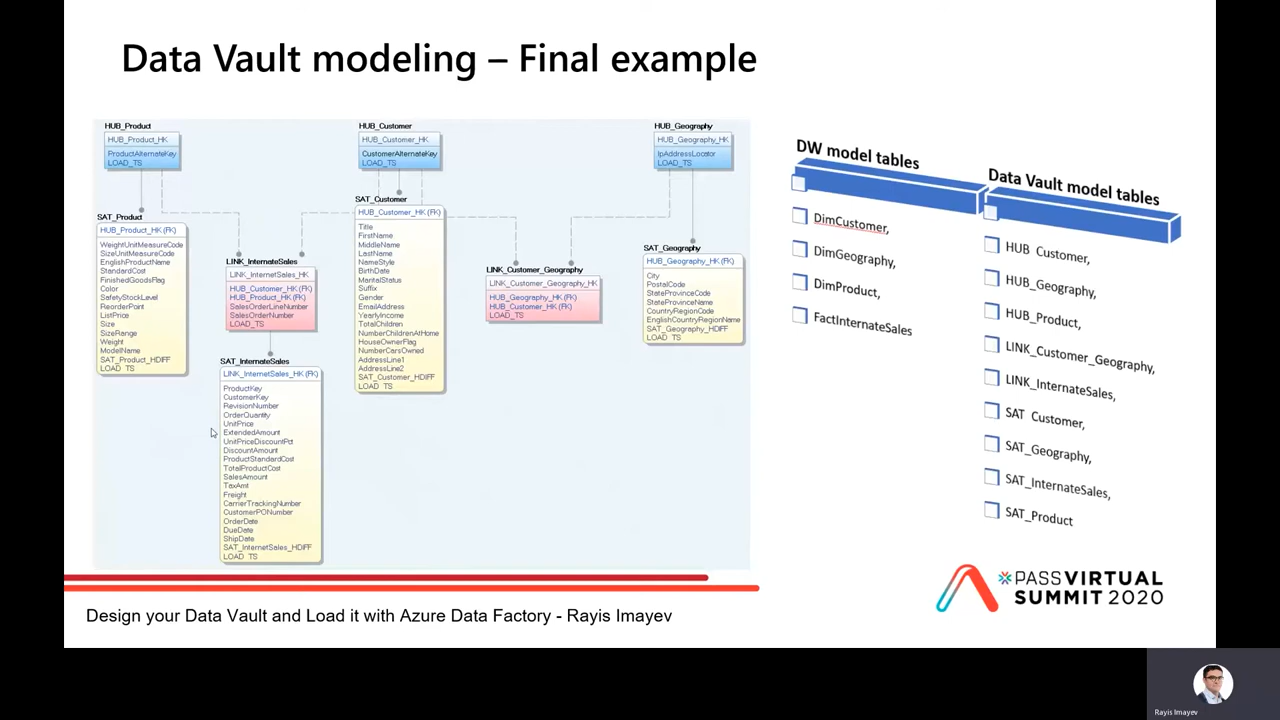 Data Vault modeling – Final example
HUB_Product
HUB_Product_HK
ProductAlternateKey
LOAD_TS
HUB_Customer
HUB_Customer_HK
CustomerAlternateKey
LOAD_TS
HUB_Geography
HUB_Geography_HK
IpAddressLocator
LOAD_TS
SAT_Product
HUB_Product_HK (FK)
WeightUnitMeasureCode
SizeUnitMeasureCode
EnglishProductName
StandardCost
FinishedGoodsFlag
Color
SafetyStockLevel
ReorderPoint
ListPrice
Size
SizeRange
Weight
ModelName
SAT_Product_HDIFF
LOAD_TS
LINK_InternateSales
LINK_InternetSales_HK
HUB_Customer_HK (FK)
HUB_Product_HK (FK)
SalesOrderLineNumber
SalesOrderNumber
LOAD_TS
SAT_InternateSales
LINK_InternetSales_HK (FK)
ProductKey
CustomerKey
RevisionNumber
OrderQuantity
UnitPrice
ExtendedAmount
UnitPriceDiscountPct
DiscountAmount
ProductStandardCost
TotalProductCost
SalesAmount
TaxAmt
Freight
CarrierTrackingNumber
CustomerPONumber
OrderDate
DueDate
ShipDate
SAT_InternetSales_HDIFF
LOAD_TS
SAT_Customer
HUB_Customer_HK (FK)
Title
FirstName
MiddleName
LastName
NameStyle
BirthDate
MaritalStatus
Suffix
Gender
EmailAddress
YearlyIncome
TotalChildren
NumberChildrenAtHome
HouseOwnerFlag
NumberCarsOwned
AddressLine1
AddressLine2
SAT_Customer_HDIFF
LOAD_TS
LINK_Customer_Geography
LINK_Customer_Geography_HK
HUB_Geography_HK (FK)
HUB_Customer_HK (FK)
LOAD_TS
SAT_Geography
HUB_Geography_HK (FK)
City
PostalCode
StateProvinceCode
StateProvinceName
CountryRegionCode
EnglishCountryRegionName
SAT_Geography_HDIFF
LOAD_TS
DW model tables
DimCustomer,
DimGeography,
DimProduct,
FactInternateSales
Data Vault model tables
HUB_Customer,
HUB_Geography,
HUB_Product,
LINK_Customer_Geography,
LINK_InternateSales,
SAT_Customer,
SAT_Geography,
SAT_InternateSales,
SAT_Product
Design your Data Vault and Load it with Azure Data Factory - Rayis Imayev
PASS VIRTUAL
SUMMIT 2020
Rayis Imayev